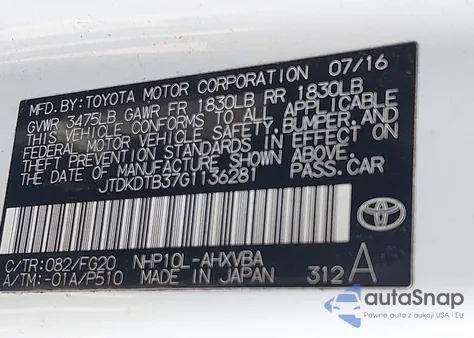 MFD. BY: TOYOTA MOTOR CORPORATION 07/16
GVWR 3475LB GAWR FR 1830LB RR 1830LB
THIS VEHICLE CONFORMS TO ALL APPLICABLE
FEDERAL MOTOR VEHICLE SAFETY, BUMPER, AND
THEFT PREVENTION STANDARDS IN EFFECT ON
THE DATE OF MANUFACTURE SHOWN ABOVE.
JTDKDTB37G1136281 PASS. CAR
C/TR: 082/FG20 NHP10L-AHXVBA
A/TM: -01A/P510 MADE IN JAPAN 312 A
autaSnap
Pewne auta z aukcji USA i EU